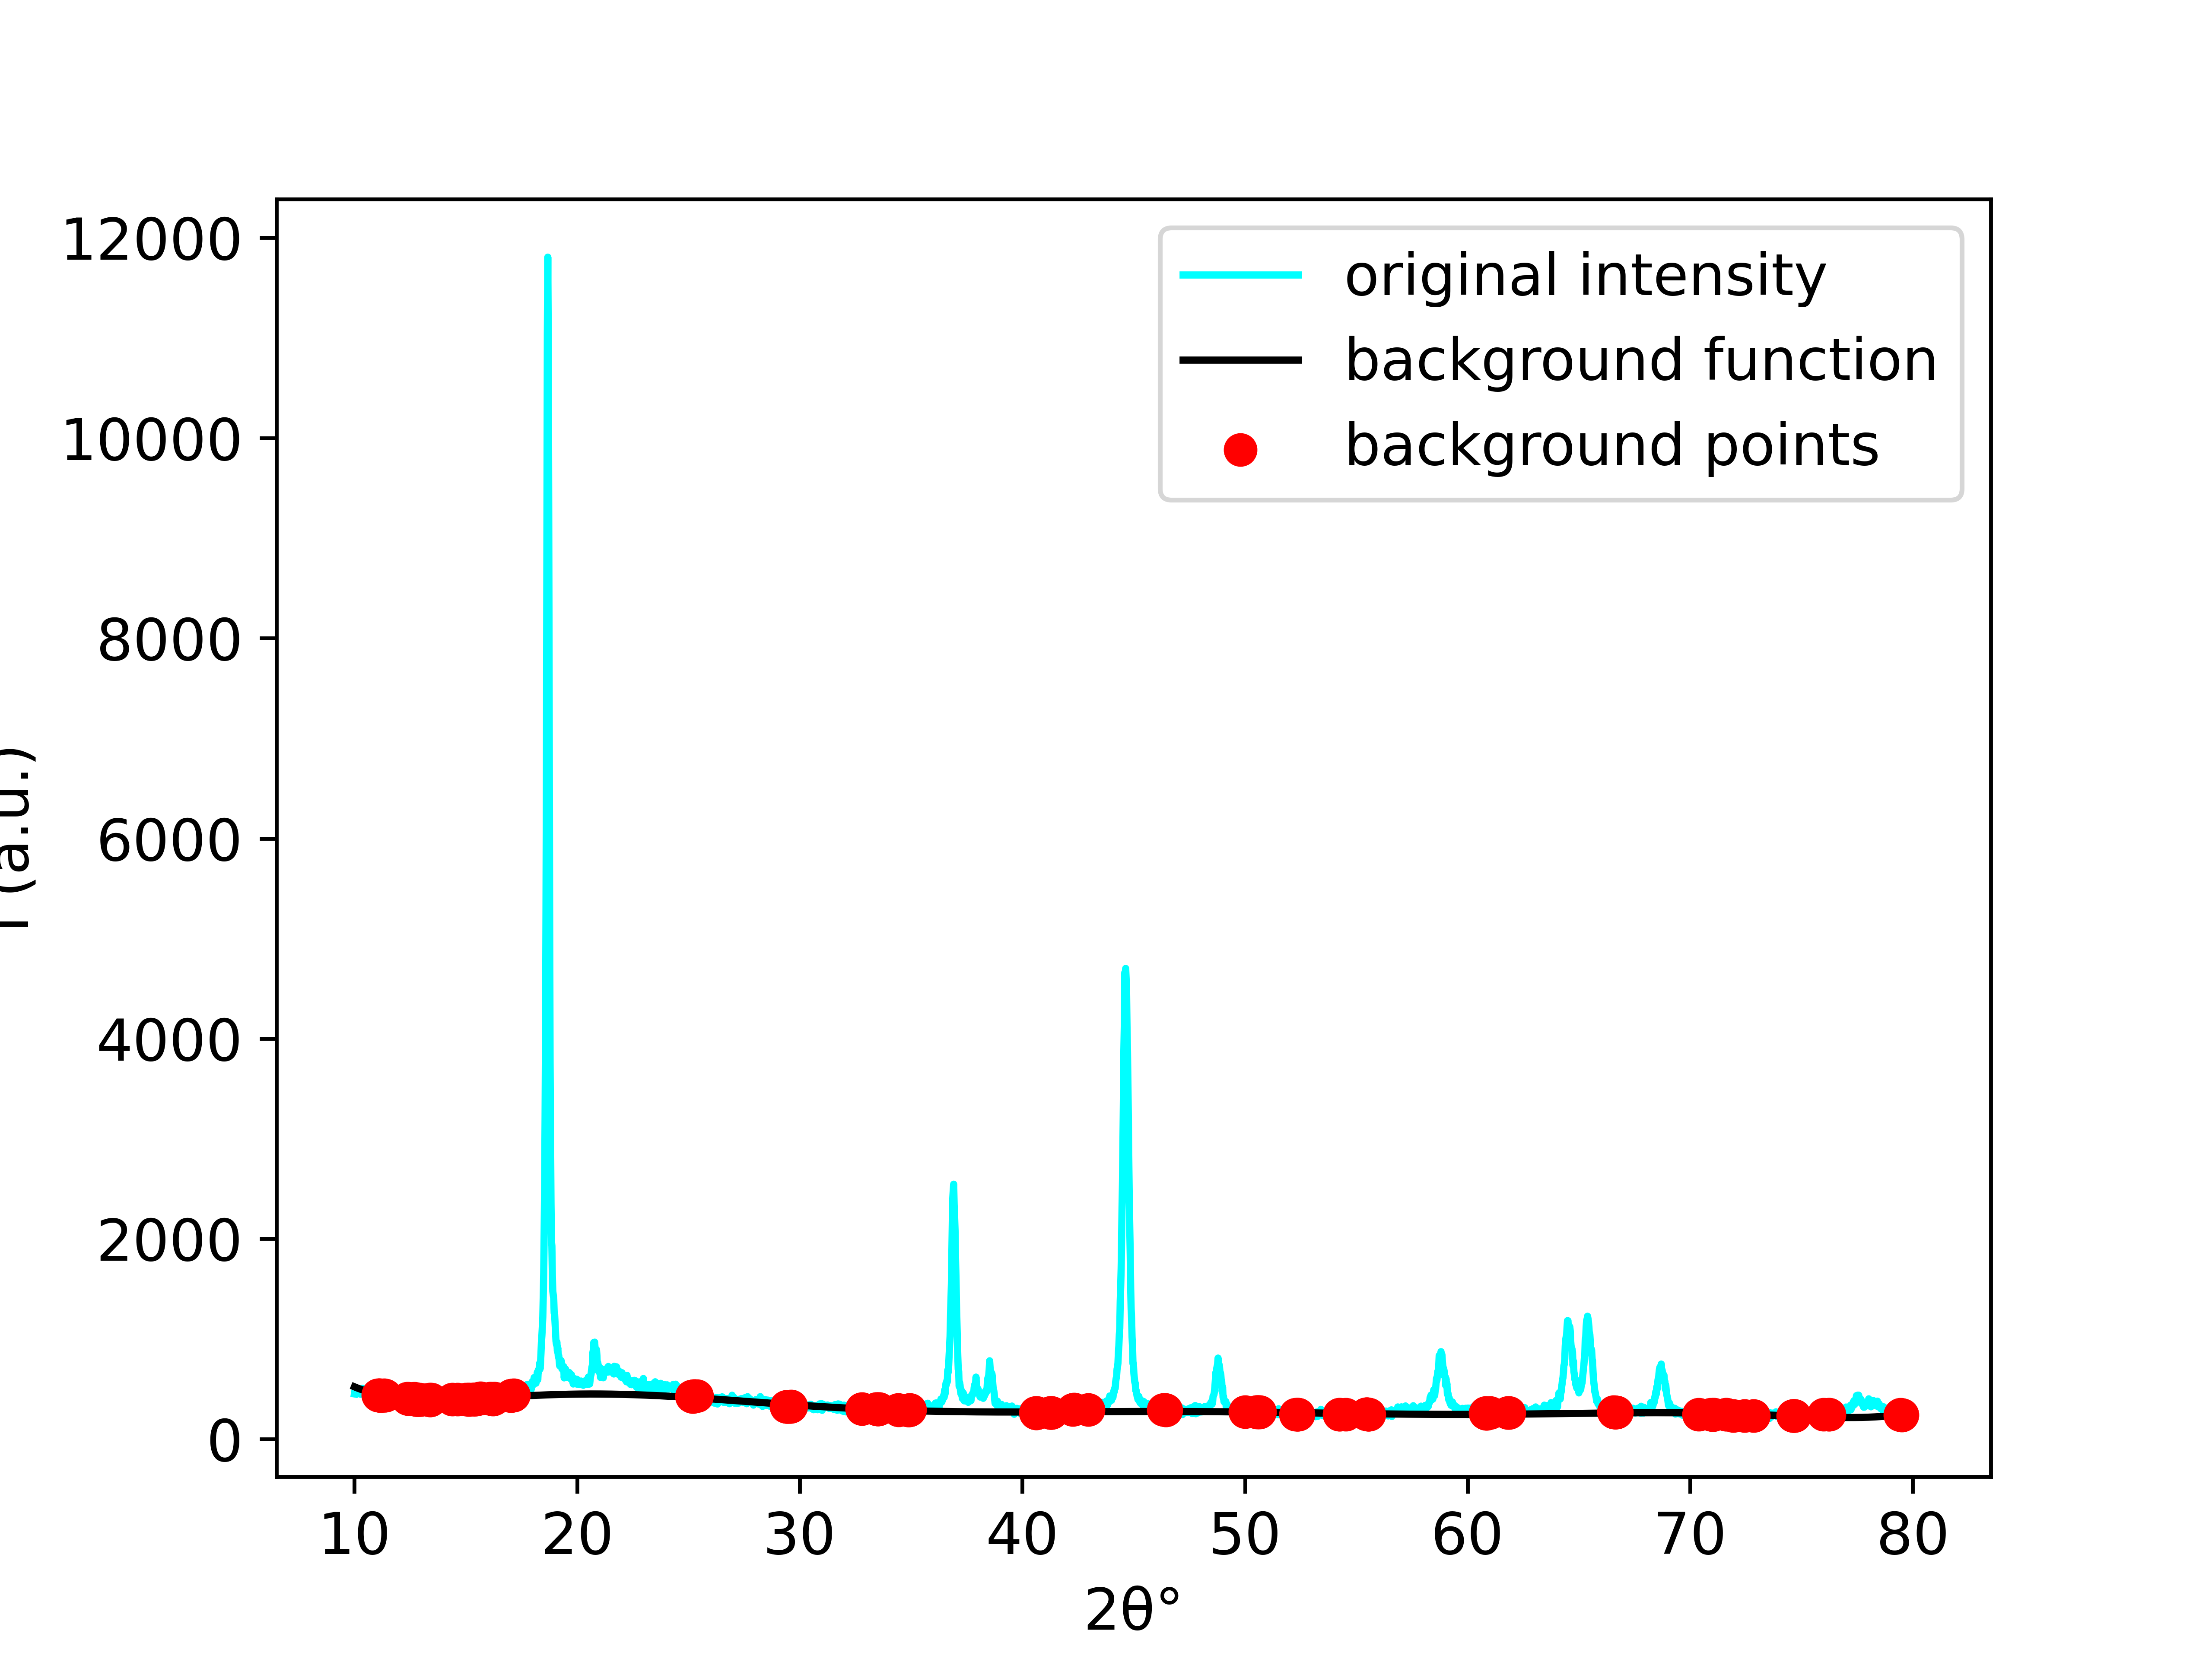 12000
10000
8000
6000
4000
2000
0
I (a.u.)
original intensity
background function
background points
10 20 30 40 50 60 70 80
2θ°